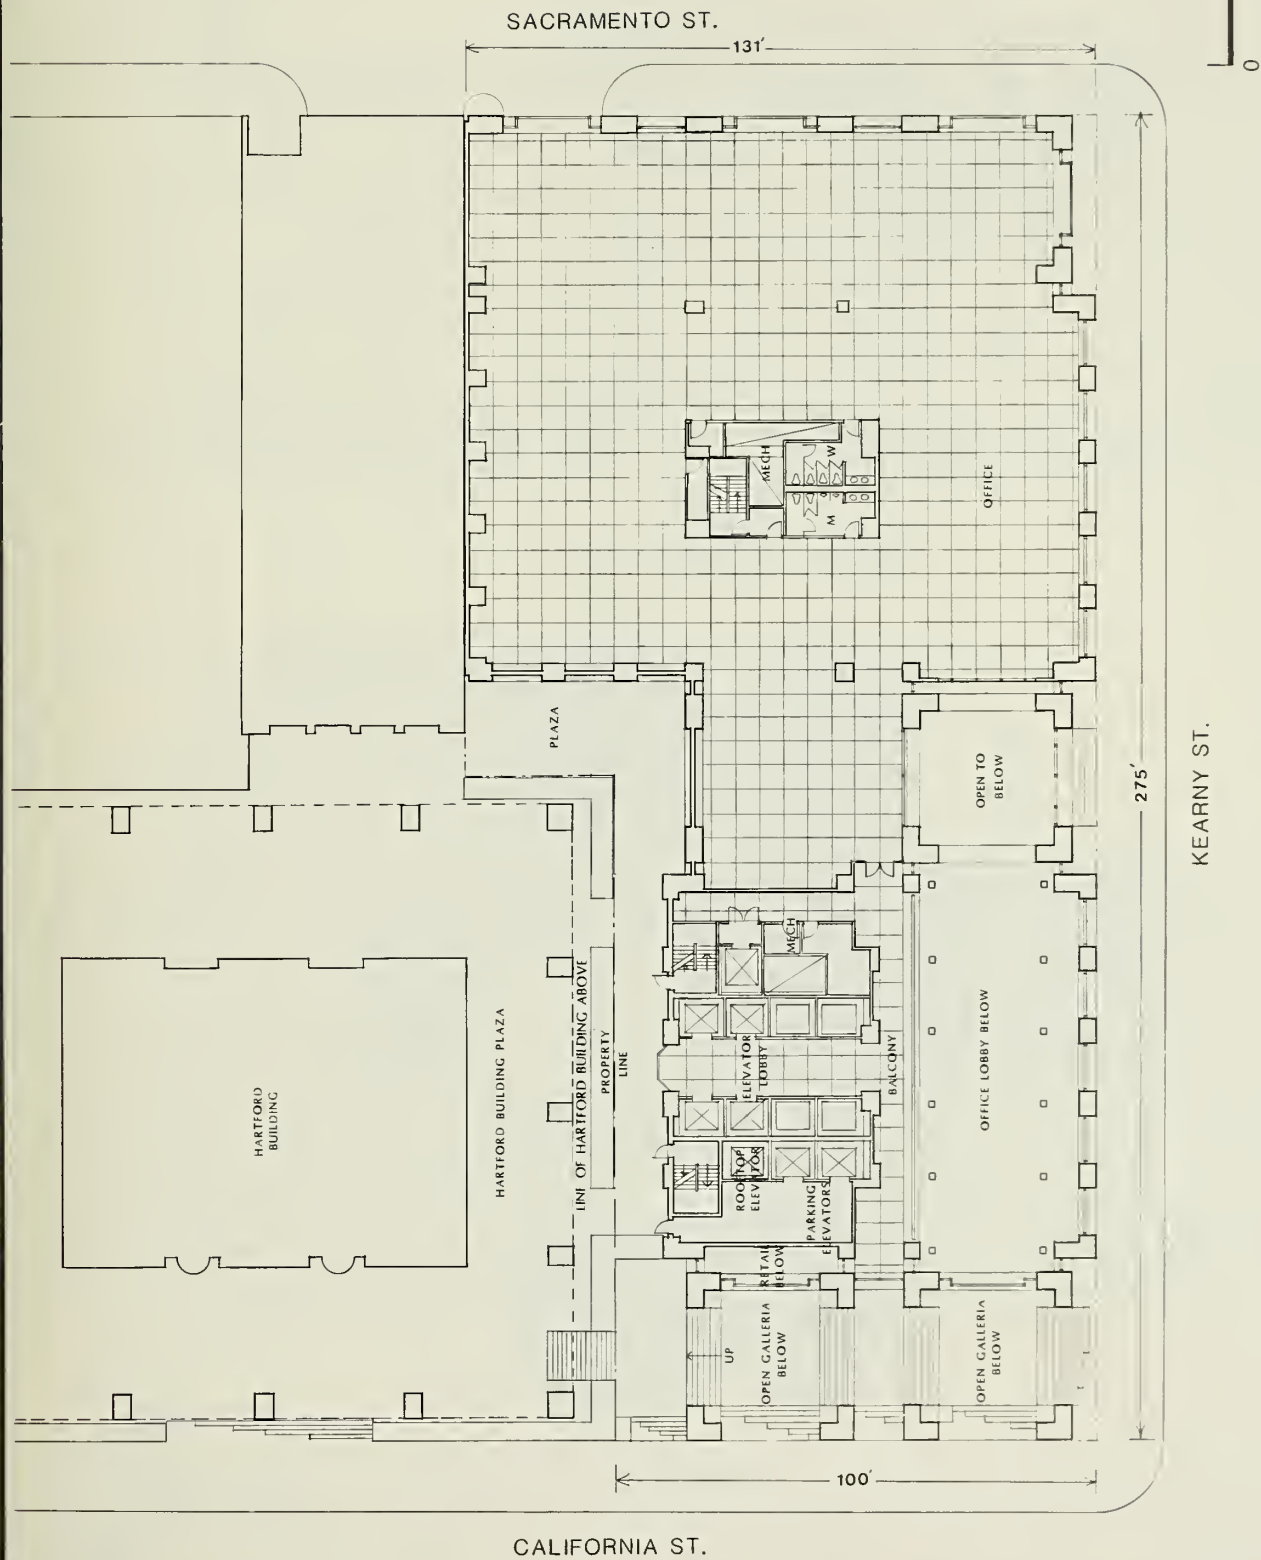 SACRAMENTO ST.
131'
0
MECH
W
M
OFFICE
PLAZA
OPEN TO
BELOW
KEARNY ST.
275'
MECH
HARTFORD
BUILDING
HARTFORD BUILDING PLAZA
LINE OF HARTFORD BUILDING ABOVE
PROPERTY
LINE
ELEVATOR
LOBBY
BALCONY
OFFICE LOBBY BELOW
ROOFTOP
ELEVATOR
PARKING
ELEVATORS
RETAIL
BELOW
UP
OPEN GALLERIA
BELOW
OPEN GALLERIA
BELOW
100'
CALIFORNIA ST.